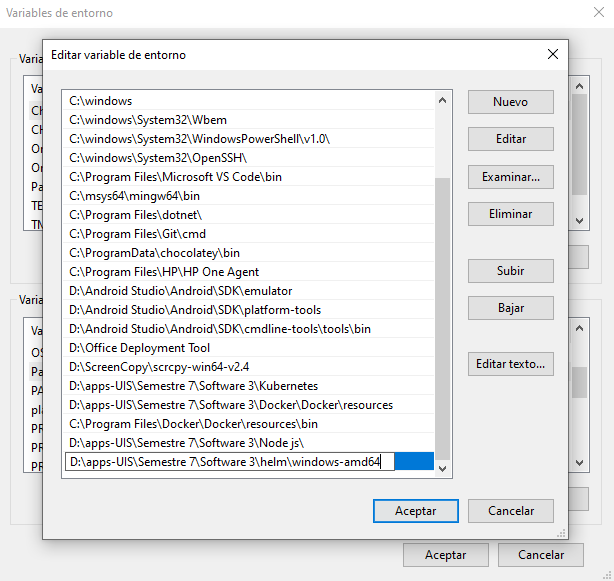 Variables de entorno
Editar variable de entorno
Varia
Va
Ch
CH
On
On
Pa
TE
TM
C:\windows
C:\windows\System32\Wbem
C:\windows\System32\WindowsPowerShell\v1.0\
C:\windows\System32\OpenSSH\
C:\Program Files\Microsoft VS Code\bin
C:\msys64\mingw64\bin
C:\Program Files\dotnet\
C:\Program Files\Git\cmd
C:\ProgramData\chocolatey\bin
C:\Program Files\HP\HP One Agent
D:\Android Studio\Android\SDK\emulator
D:\Android Studio\Android\SDK\platform-tools
D:\Android Studio\Android\SDK\cmdline-tools\tools\bin
D:\Office Deployment Tool
D:\ScreenCopy\scrcpy-win64-v2.4
D:\apps-UIS\Semestre 7\Software 3\Kubernetes
D:\apps-UIS\Semestre 7\Software 3\Docker\Docker\resources
C:\Program Files\Docker\Docker\resources\bin
D:\apps-UIS\Semestre 7\Software 3\Node js\
D:\apps-UIS\Semestre 7\Software 3\helm\windows-amd64
Nuevo
Editar
Examinar...
Eliminar
Subir
Bajar
Editar texto...
Varia
Va
OS
Pa
PA
pla
PR
PR
PR
Aceptar
Cancelar
Aceptar
Cancelar